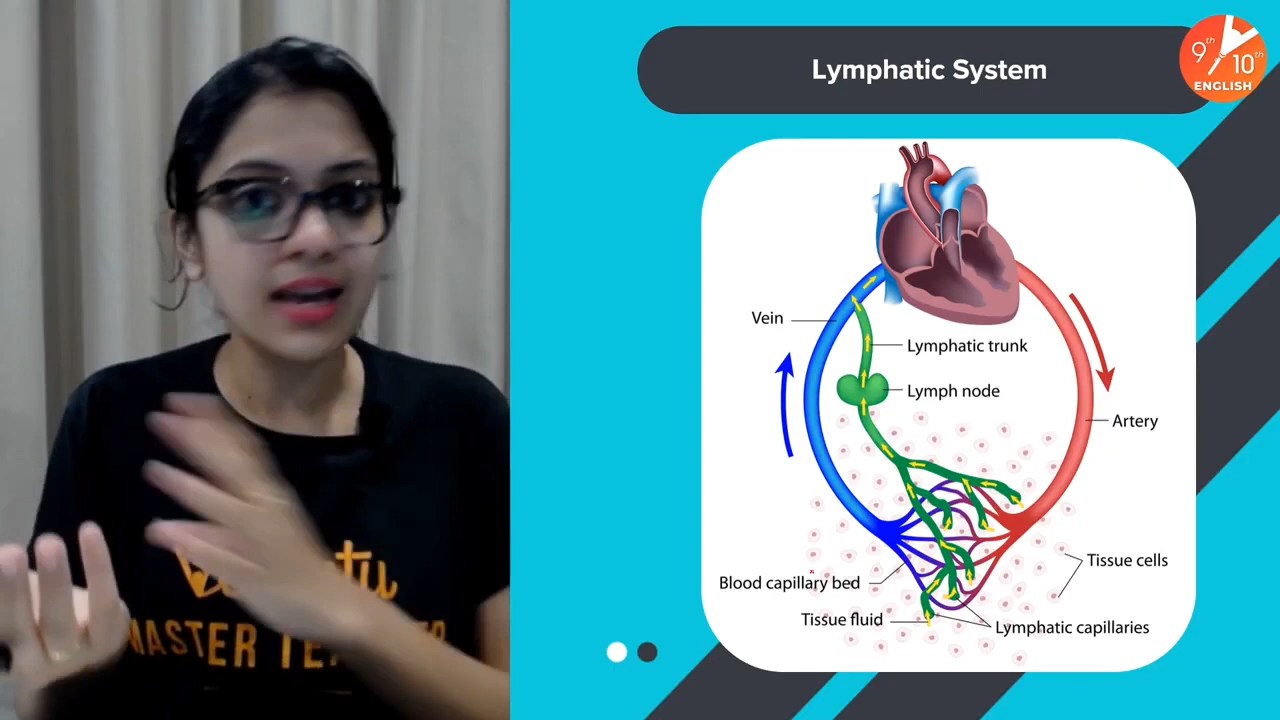 Lymphatic System
9th
10th
ENGLISH
Vein
Lymphatic trunk
Lymph node
Artery
Tissue cells
Blood capillary bed
Tissue fluid
Lymphatic capillaries
MASTER